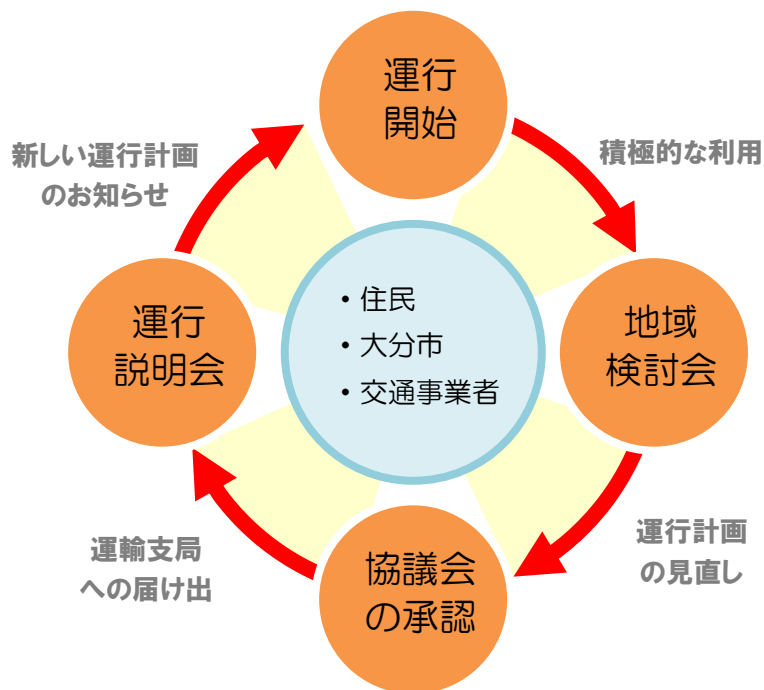 運行
開始
積極的な利用
新しい運行計画
のお知らせ
・住民
・大分市
・交通事業者
運行
説明会
地域
検討会
運行計画
の見直し
運輸支局
への届け出
協議会
の承認